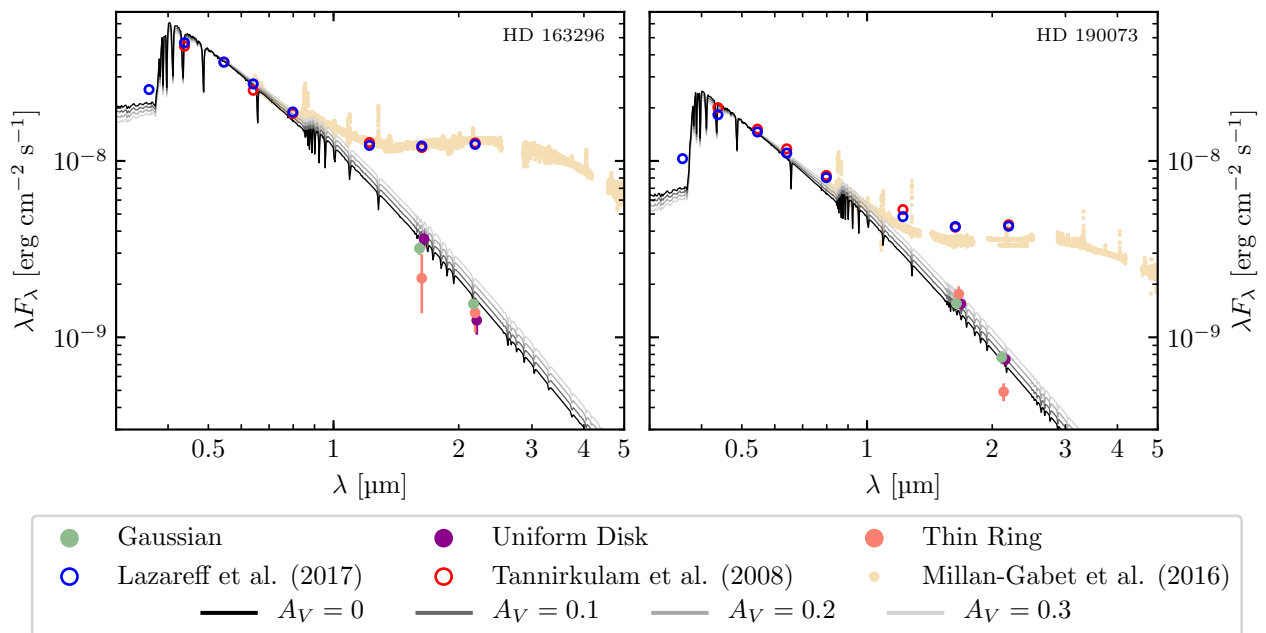 HD 163296
HD 190073
λF_λ [erg cm⁻² s⁻¹]
10⁻⁸
10⁻⁹
0.5 1 2 3 4 5
λ [µm]
0.5 1 2 3 4 5
λ [µm]
10⁻⁸
10⁻⁹
λF_λ [erg cm⁻² s⁻¹]
Gaussian Uniform Disk Thin Ring
Lazareff et al. (2017) Tannirkulam et al. (2008) Millan-Gabet et al. (2016)
A_V = 0 A_V = 0.1 A_V = 0.2 A_V = 0.3